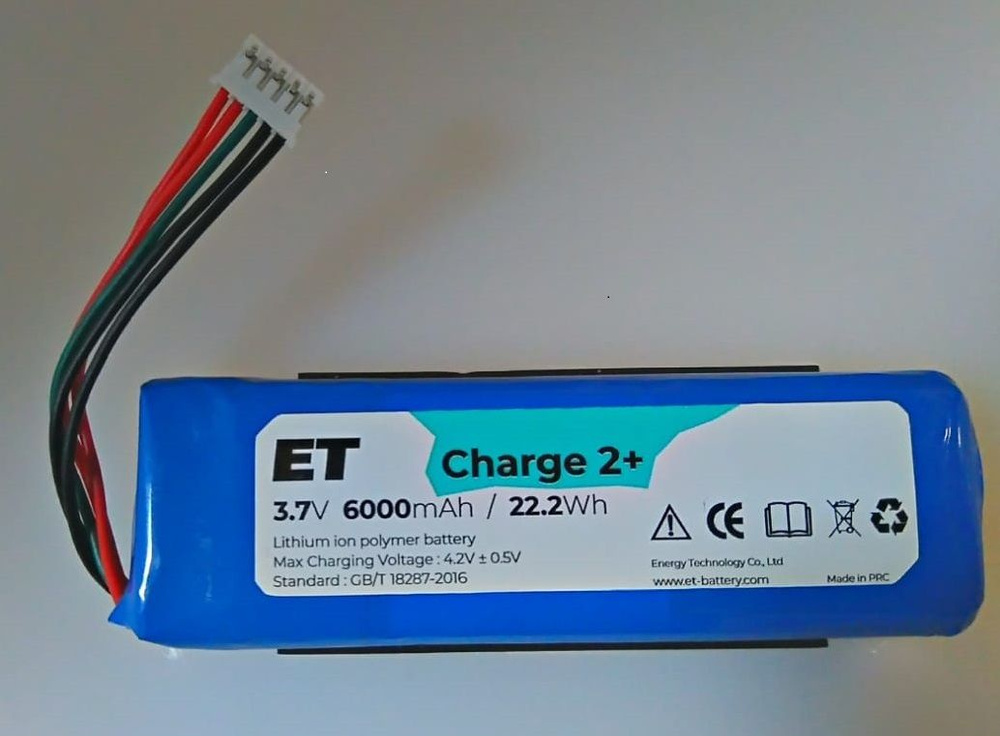 ET
Charge 2+
3.7V 6000mAh / 22.2Wh
Lithium ion polymer battery
Max Charging Voltage : 4.2V ± 0.5V
Standard : GB/T 18287-2016
CE
Energy Technology Co., Ltd
www.et-battery.com
Made in PRC